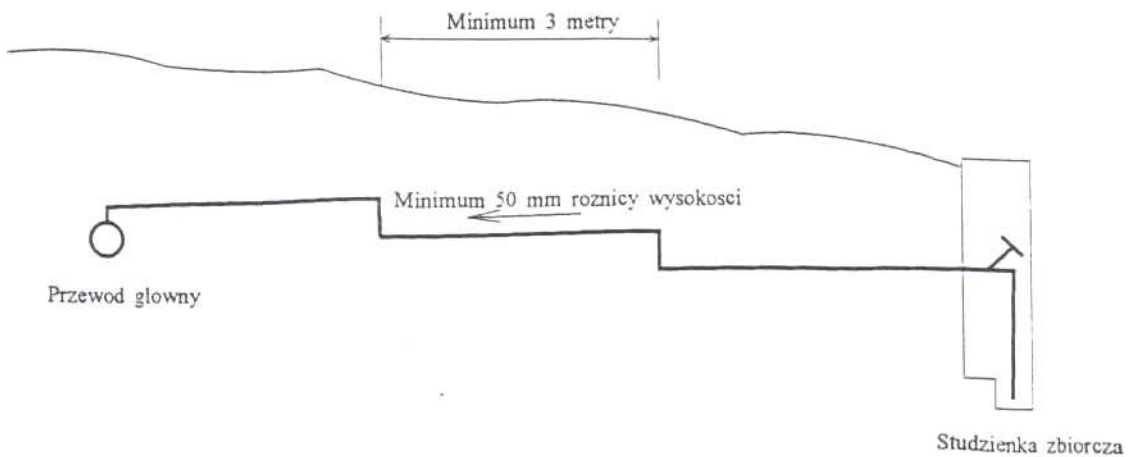 Minimum 3 metry
Minimum 50 mm roznicy wysokosci
Przewod glowny
Studzienka zbiorcza